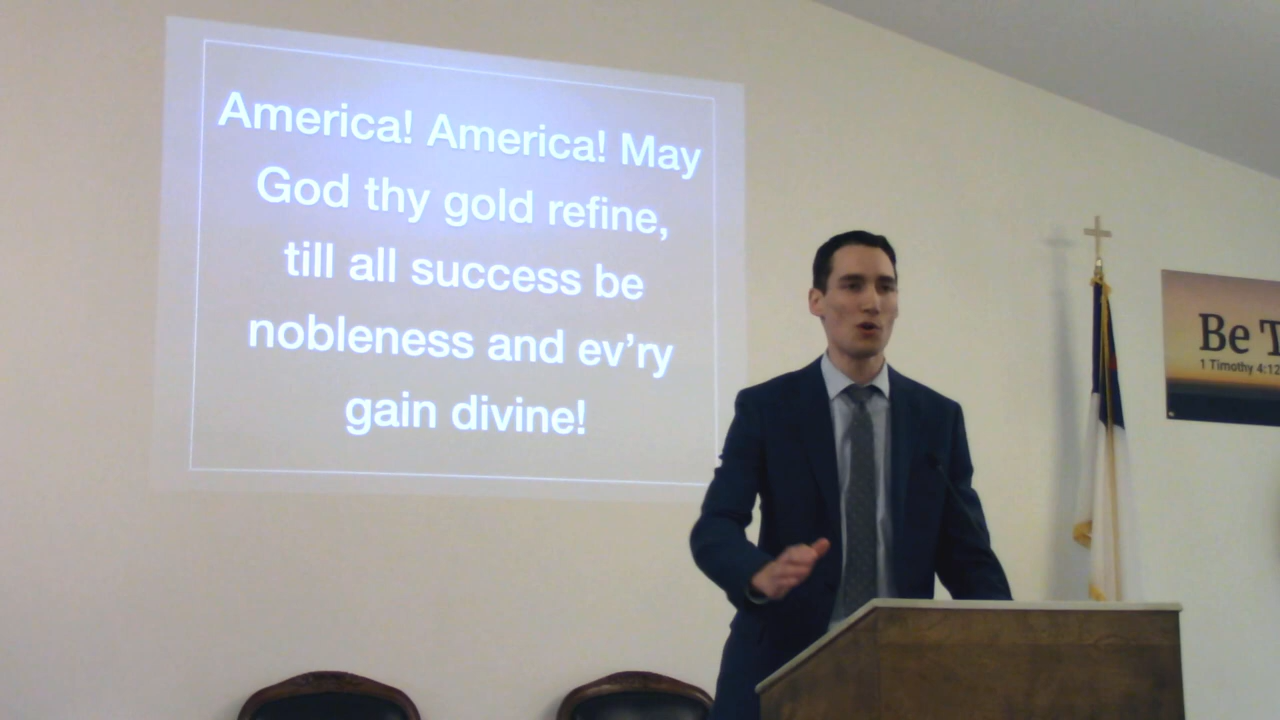 America! America! May
God thy gold refine,
till all success be
nobleness and ev’ry
gain divine!
Be
1 Timothy 4:12